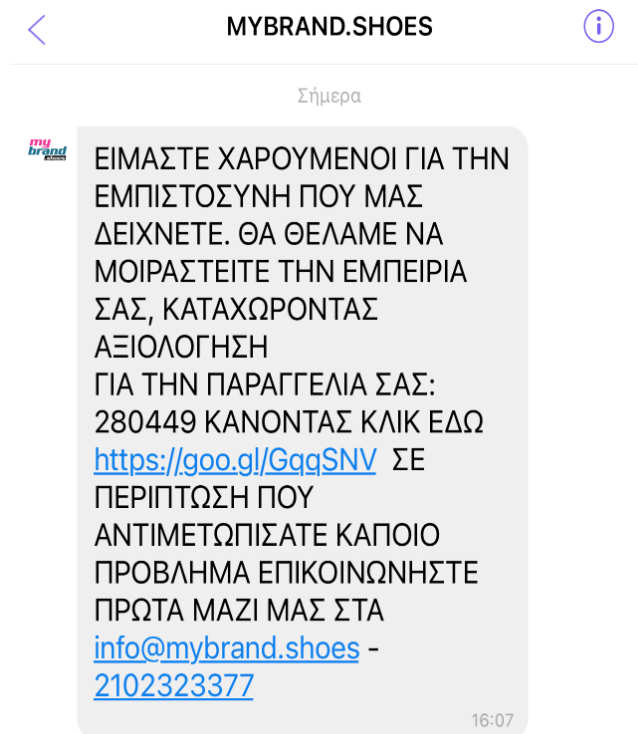 MYBRAND.SHOES
Σήμερα
my
brand
shoes
ΕΙΜΑΣΤΕ ΧΑΡΟΥΜΕΝΟΙ ΓΙΑ ΤΗΝ
ΕΜΠΙΣΤΟΣΥΝΗ ΠΟΥ ΜΑΣ
ΔΕΙΧΝΕΤΕ. ΘΑ ΘΕΛΑΜΕ ΝΑ
ΜΟΙΡΑΣΤΕΙΤΕ ΤΗΝ ΕΜΠΕΙΡΙΑ
ΣΑΣ, ΚΑΤΑΧΩΡΟΝΤΑΣ
ΑΞΙΟΛΟΓΗΣΗ
ΓΙΑ ΤΗΝ ΠΑΡΑΓΓΕΛΙΑ ΣΑΣ:
280449 ΚΑΝΟΝΤΑΣ ΚΛΙΚ ΕΔΩ
https://goo.gl/GqqSNV ΣΕ
ΠΕΡΙΠΤΩΣΗ ΠΟΥ
ΑΝΤΙΜΕΤΩΠΙΣΑΤΕ ΚΑΠΟΙΟ
ΠΡΟΒΛΗΜΑ ΕΠΙΚΟΙΝΩΝΗΣΤΕ
ΠΡΩΤΑ ΜΑΖΙ ΜΑΣ ΣΤΑ
info@mybrand.shoes -
2102323377
16:07